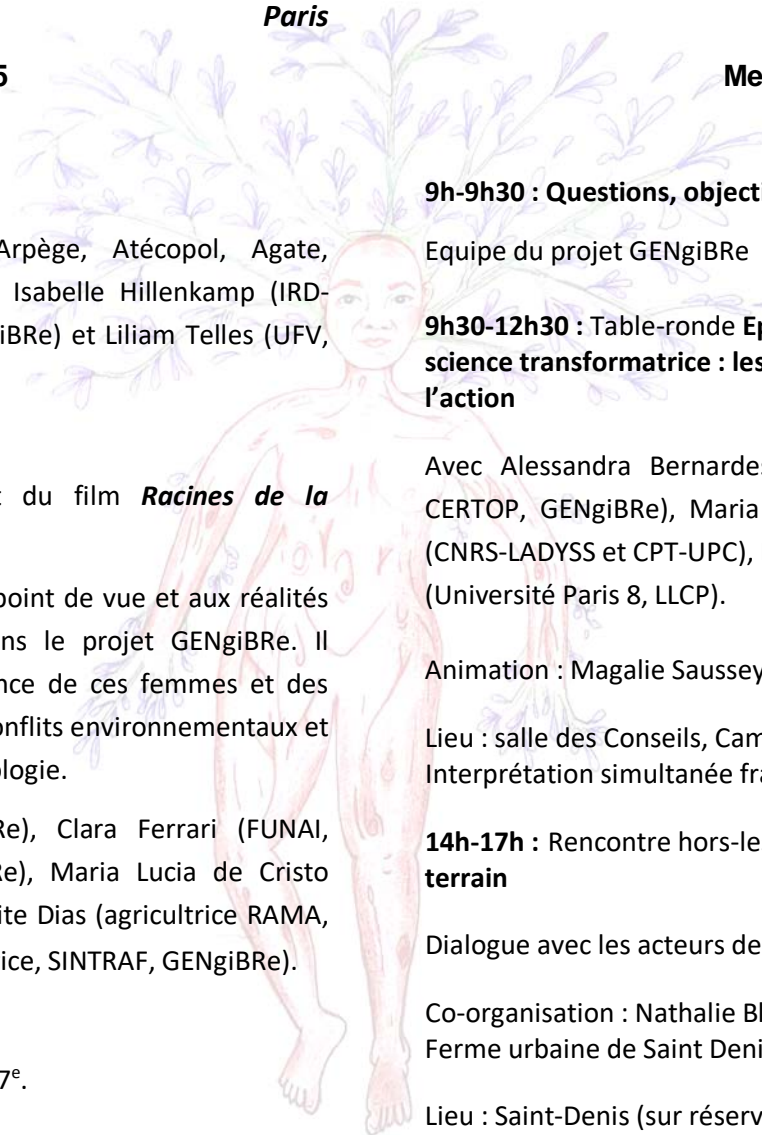 Paris
5
Arpège, Atécopol, Agate,
Isabelle Hillenkamp (IRD-
iBRe) et Liliam Telles (UFV,
du film Racines de la
point de vue et aux réalités
ns le projet GENgiBRe. Il
nce de ces femmes et des
onflits environnementaux et
ologie.
Re), Clara Ferrari (FUNAI,
Re), Maria Lucia de Cristo
ite Dias (agricultrice RAMA,
ice, SINTRAF, GENgiBRe).
7e.
Me
9h-9h30 : Questions, objecti
Equipe du projet GENgiBRe
9h30-12h30 : Table-ronde Ep
science transformatrice : les
l’action
Avec Alessandra Bernardes
CERTOP, GENgiBRe), Maria
(CNRS-LADYSS et CPT-UPC),
(Université Paris 8, LLCP).
Animation : Magalie Saussey
Lieu : salle des Conseils, Cam
Interprétation simultanée fra
14h-17h : Rencontre hors-le
terrain
Dialogue avec les acteurs de
Co-organisation : Nathalie Bl
Ferme urbaine de Saint Deni
Lieu : Saint-Denis (sur réserv